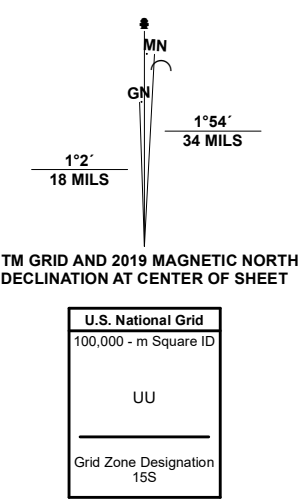 MN
GN
1°54´
34 MILS
1°2´
18 MILS
TM GRID AND 2019 MAGNETIC NORTH
DECLINATION AT CENTER OF SHEET
U.S. National Grid
100,000 - m Square ID
UU
Grid Zone Designation
15S